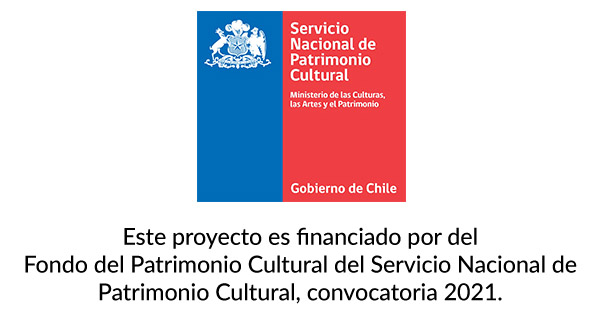 Servicio
Nacional de
Patrimonio
Cultural
Ministerio de las Culturas,
las Artes y el Patrimonio
Gobierno de Chile
Este proyecto es financiado por del
Fondo del Patrimonio Cultural del Servicio Nacional de
Patrimonio Cultural, convocatoria 2021.